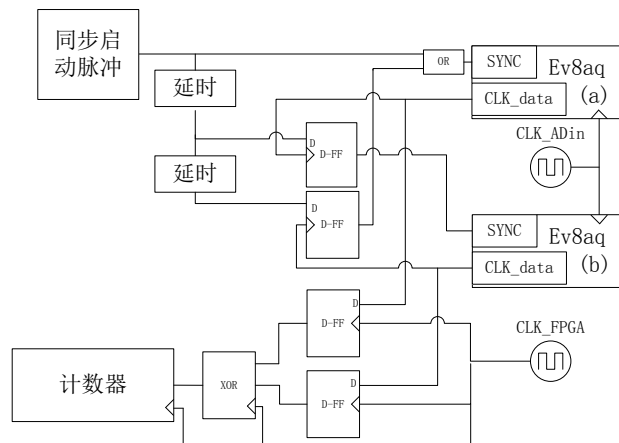 同步启
动脉冲
延时
延时
OR
SYNC
Ev8aq
(a)
CLK_data
CLK_ADin
D
D-FF
D
D-FF
SYNC
Ev8aq
(b)
CLK_data
D
D-FF
CLK_FPGA
计数器
XOR
D
D-FF